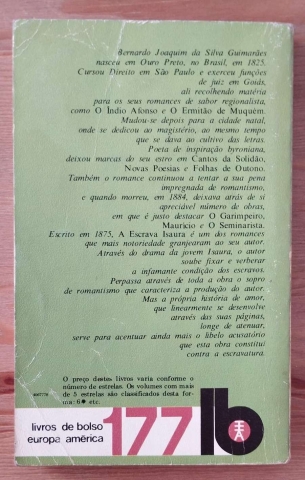 Bernardo Joaquim da Silva Guimarães
nasceu em Ouro Preto, no Brasil, em 1825.
Cursou Direito em São Paulo e exerceu funções
de juiz em Goiás,
ali recolhendo matéria
para os seus romances de sabor regionalista,
como O Índio Afonso e O Ermitão de Muquém.
Mudou-se depois para a cidade natal,
onde se dedicou ao magistério, ao mesmo tempo
que se dava ao cultivo das letras.
Poeta de inspiração byroniana,
deixou marcas do seu estro em Cantos da Solidão,
Novas Poesias e Folhas de Outono.
Também o romance continuou a tentar a sua pena
impregnada de romantismo,
e quando morreu, em 1884, deixava atrás de si
apreciável número de obras,
em que é justo destacar O Garimpeiro,
Maurício e O Seminarista.
Escrito em 1875, A Escrava Isaura é um dos romances
que mais notoriedade granjearam ao seu autor.
Através do drama da jovem Isaura, o autor
soube fixar e verberar
a infamante condição dos escravos.
Perpassa através de toda a obra o sopro
de romantismo que caracteriza a produção do autor.
Mas a própria história de amor,
que linearmente se desenvolve
através das suas páginas,
longe de atenuar,
serve para acentuar ainda mais o libelo acusatório
que esta obra constitui
contra a escravatura.
O preço destes livros varia conforme o
número de estrelas. Os volumes com mais
de 5 estrelas são classificados desta for-
ma: 6★ etc.
livros de bolso
europa américa
177
lb